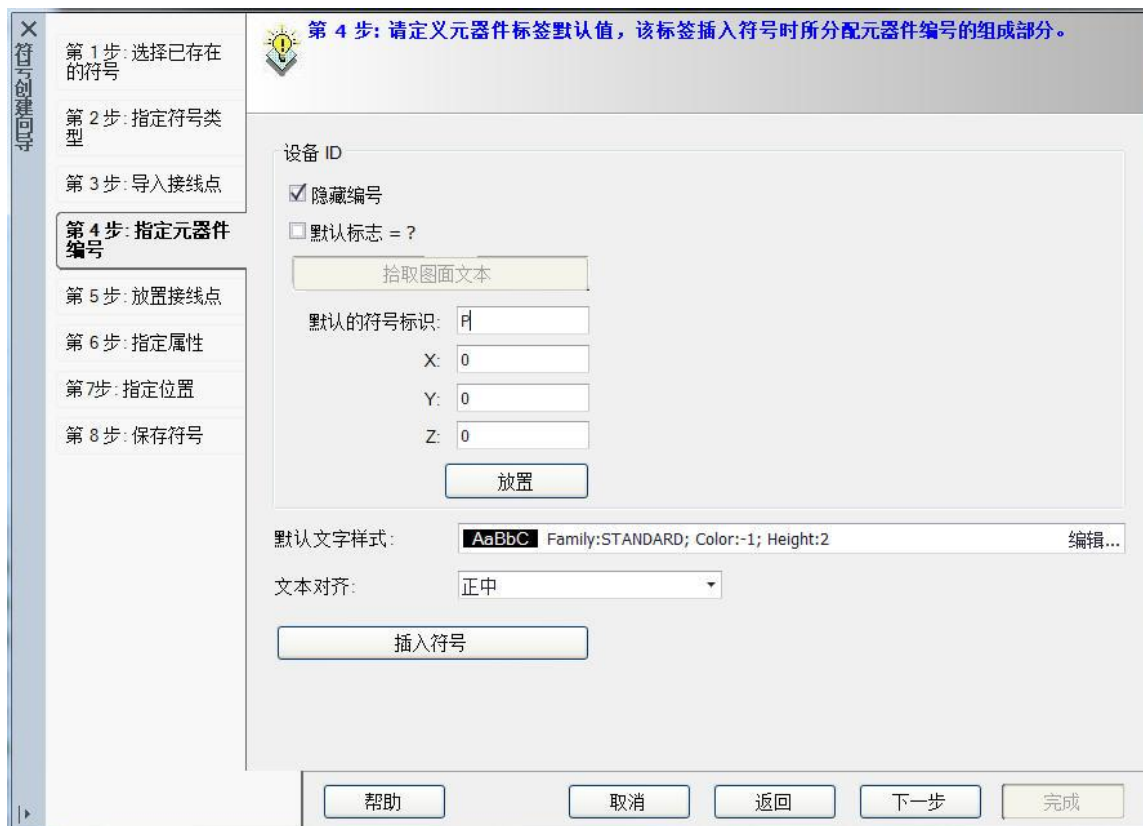 符号创建向导
第 1 步: 选择已存在
的符号
第 2 步: 指定符号类
型
第 3 步: 导入接线点
第 4 步: 指定元器件
编号
第 5 步: 放置接线点
第 6 步: 指定属性
第7步: 指定位置
第 8 步: 保存符号
第 4 步: 请定义元器件标签默认值，该标签插入符号时所分配元器件编号的组成部分。
设备 ID
隐藏编号
默认标志 = ?
拾取图面文本
默认的符号标识: P
X: 0
Y: 0
Z: 0
放置
默认文字样式: AaBbC Family:STANDARD; Color:-1; Height:2 编辑...
文本对齐: 正中
插入符号
帮助 取消 返回 下一步 完成